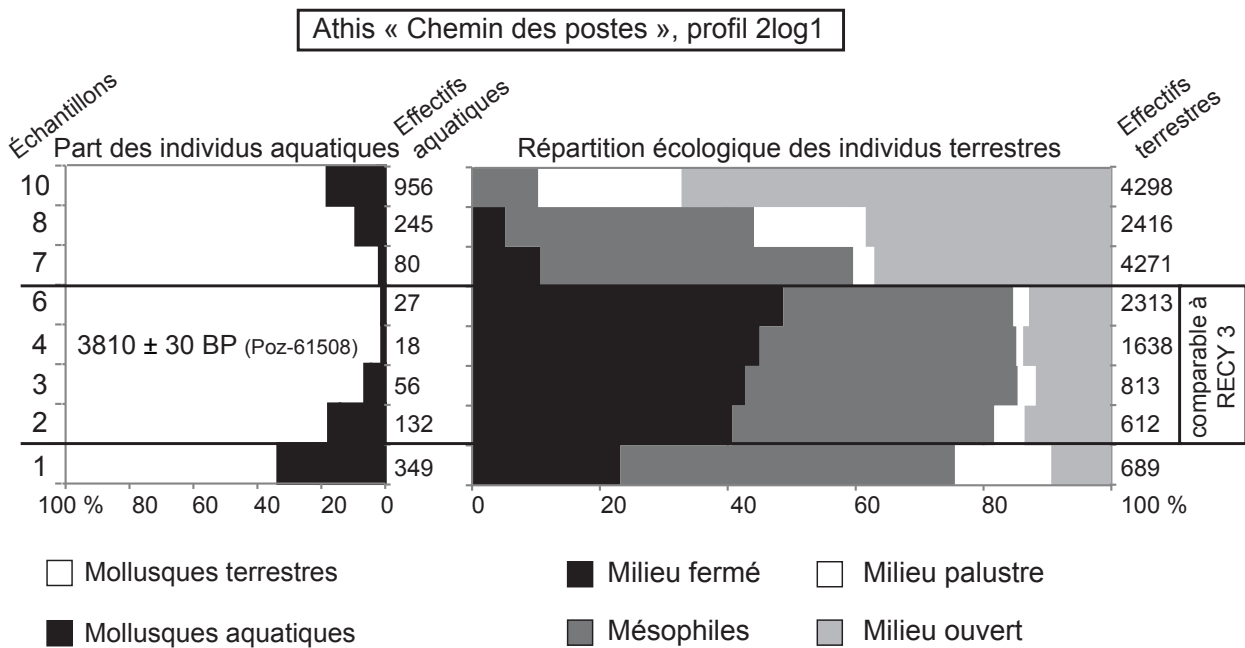 Athis « Chemin des postes », profil 2log1
Échantillons
Effectifs
aquatiques
Effectifs
terrestres
Part des individus aquatiques
Répartition écologique des individus terrestres
10
956
4298
8
245
2416
7
80
4271
6
27
2313
4
3810 ± 30 BP (Poz-61508)
18
1638
3
56
813
2
132
612
1
349
689
comparable à
RECY 3
100 % 80 60 40 20 0
0 20 40 60 80 100 %
Mollusques terrestres
Milieu fermé
Milieu palustre
Mollusques aquatiques
Mésophiles
Milieu ouvert